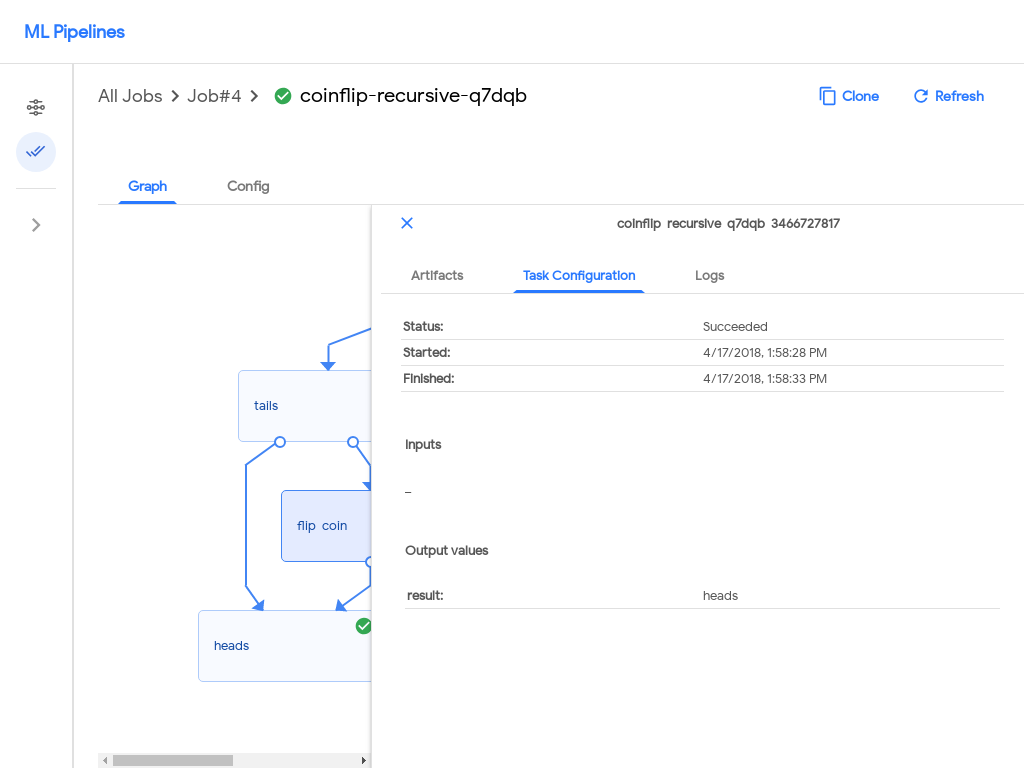 ML Pipelines
All Jobs Job#4 coinflip-recursive-q7dqb
Clone Refresh
Graph Config
coinflip recursive q7dqb 3466727817
Artifacts Task Configuration Logs
Status: Succeeded
Started: 4/17/2018, 1:58:28 PM
Finished: 4/17/2018, 1:58:33 PM
tails
Inputs
–
flip coin
Output values
result: heads
heads